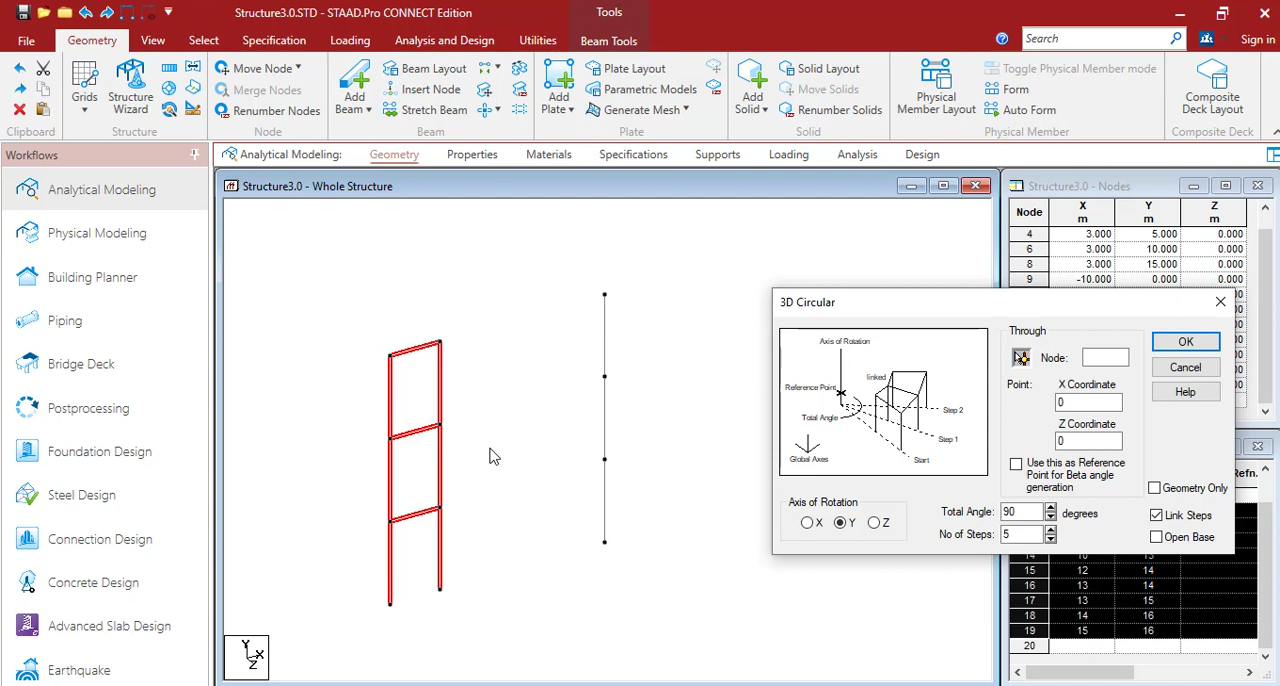 Structure3.0.STD - STAAD.Pro CONNECT Edition
Tools
File
Geometry
View
Select
Specification
Loading
Analysis and Design
Utilities
Beam Tools
Search
Sign in
Grids
Structure Wizard
Move Node
Merge Nodes
Renumber Nodes
Add Beam
Beam Layout
Insert Node
Stretch Beam
Add Plate
Plate Layout
Parametric Models
Generate Mesh
Add Solid
Solid Layout
Move Solids
Renumber Solids
Physical Member Layout
Toggle Physical Member mode
Form
Auto Form
Composite Deck Layout
Clipboard
Structure
Node
Beam
Plate
Solid
Physical Member
Composite Deck
Workflows
Analytical Modeling:
Geometry
Properties
Materials
Specifications
Supports
Loading
Analysis
Design
Analytical Modeling
Physical Modeling
Building Planner
Piping
Bridge Deck
Postprocessing
Foundation Design
Steel Design
Connection Design
Concrete Design
Advanced Slab Design
Earthquake
Structure3.0 - Whole Structure
Y
X
Z
Structure3.0 - Nodes
Node X m Y m Z m
4 3.000 5.000 0.000
6 3.000 10.000 0.000
8 3.000 15.000 0.000
9 -10.000 0.000 0.000
3D Circular
Axis of Rotation
Reference Point
linked
Total Angle
Step 2
Step 1
Start
Global Axes
Through
Node:
Point:
X Coordinate
0
Z Coordinate
0
Use this as Reference
Point for Beta angle
generation
OK
Cancel
Help
Geometry Only
Link Steps
Open Base
Axis of Rotation
X Y Z
Total Angle: 90 degrees
No of Steps: 5
Refn.
15 12 14
16 13 14
17 13 15
18 14 16
19 15 16
20